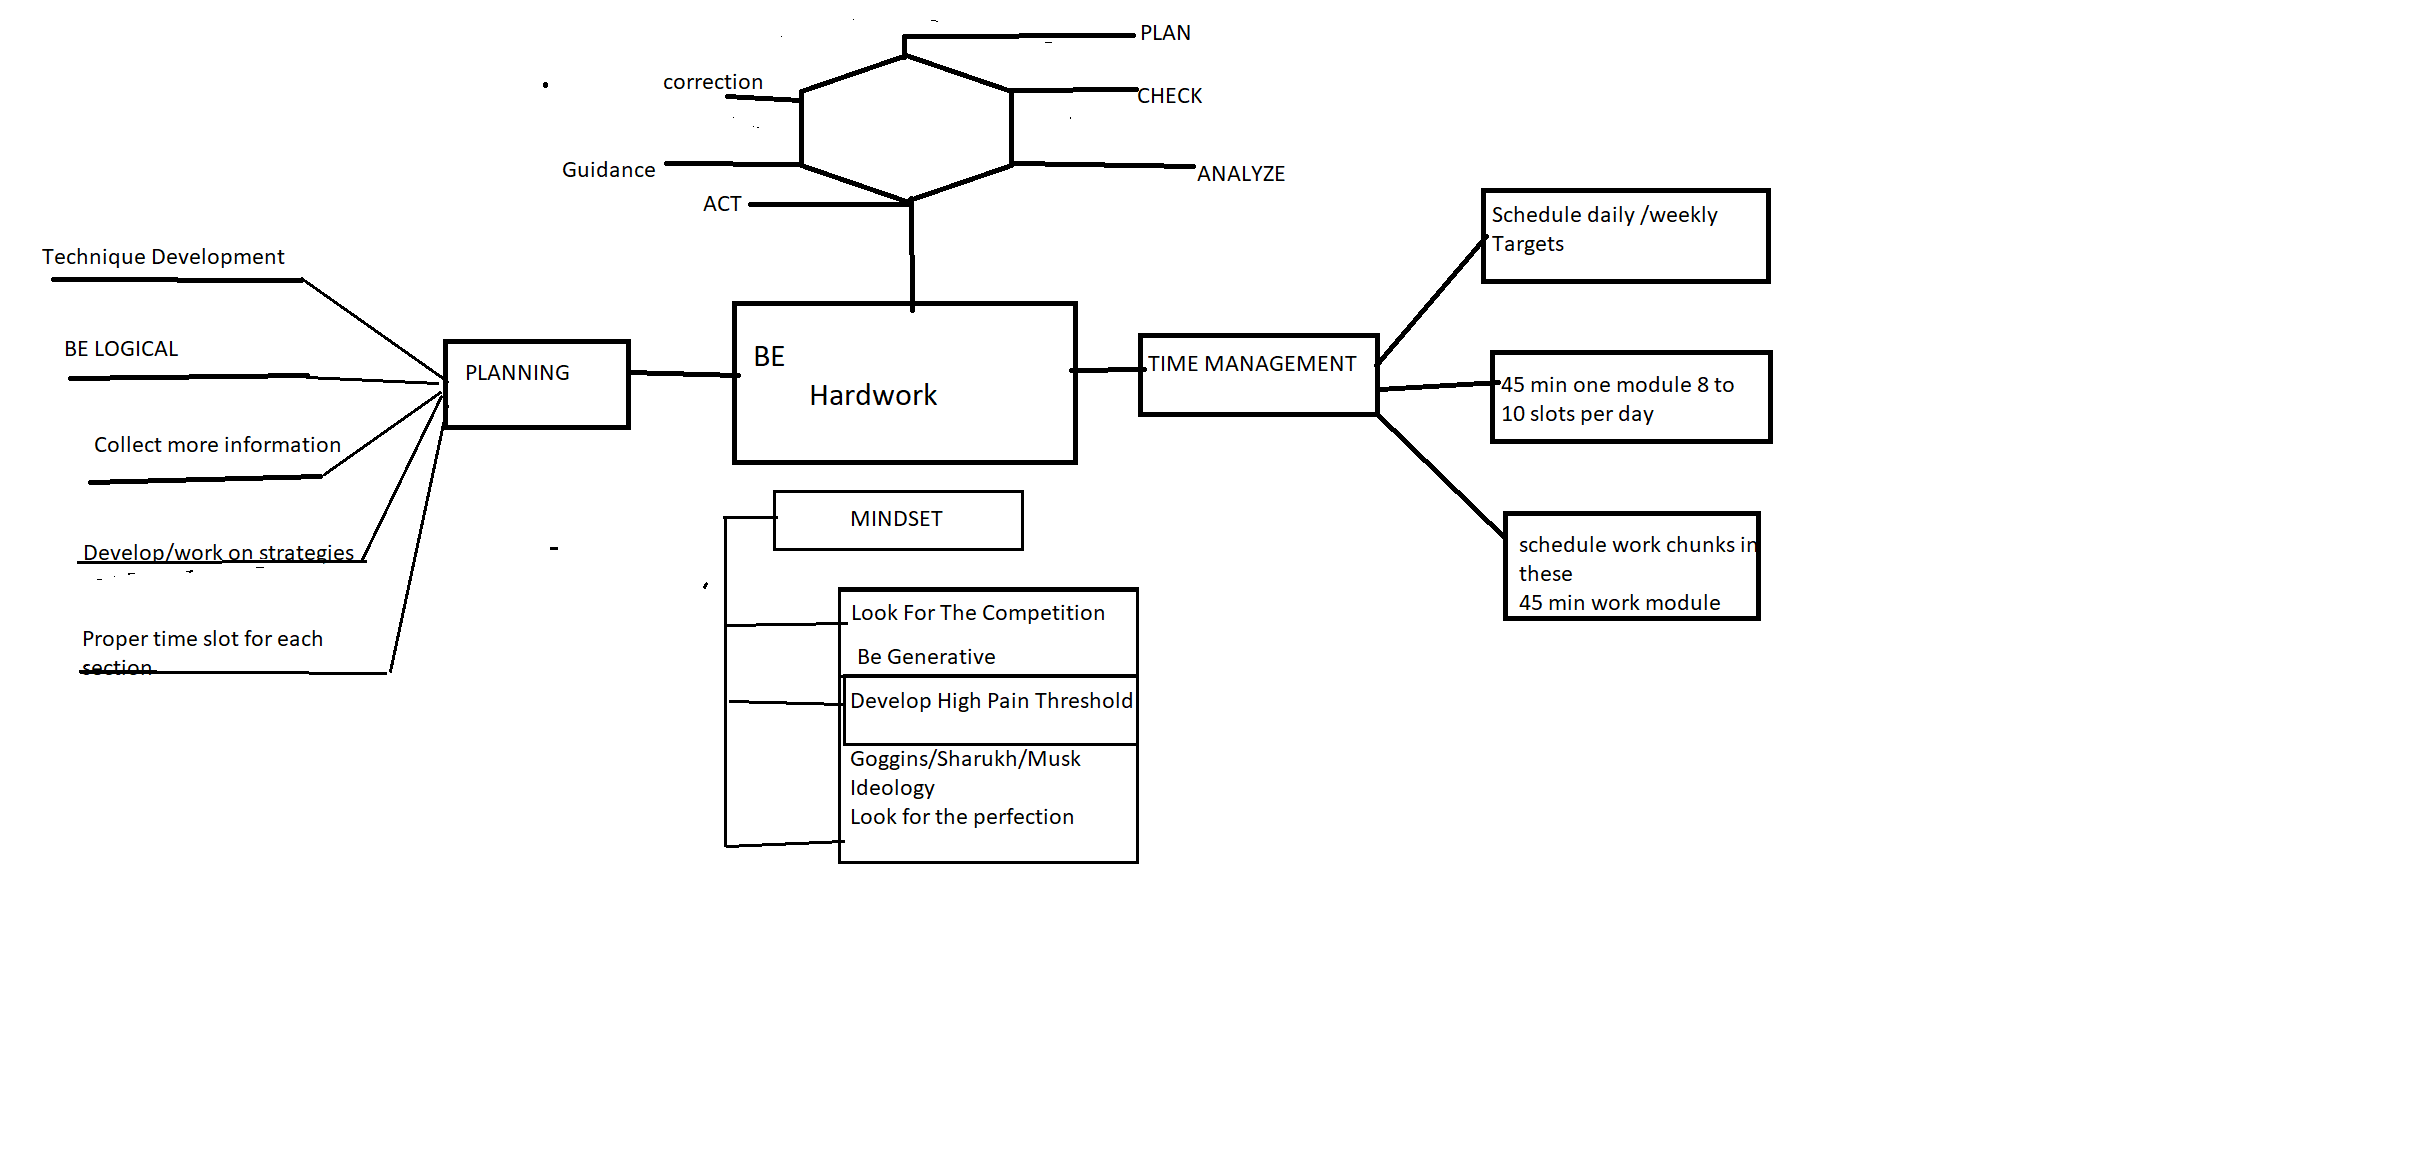 PLAN
correction
CHECK
Guidance
ANALYZE
ACT
Technique Development
BE LOGICAL
Collect more information
Develop/work on strategies
Proper time slot for each
section
PLANNING
BE
Hardwork
TIME MANAGEMENT
Schedule daily /weekly
Targets
45 min one module 8 to
10 slots per day
schedule work chunks in
these
45 min work module
MINDSET
Look For The Competition
Be Generative
Develop High Pain Threshold
Goggins/Sharukh/Musk
Ideology
Look for the perfection